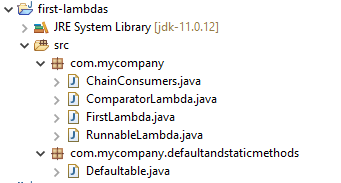 first-lambdas
JRE System Library [jdk-11.0.12]
src
com.mycompany
ChainConsumers.java
ComparatorLambda.java
FirstLambda.java
RunnableLambda.java
com.mycompany.defaultandstaticmethods
Defaultable.java